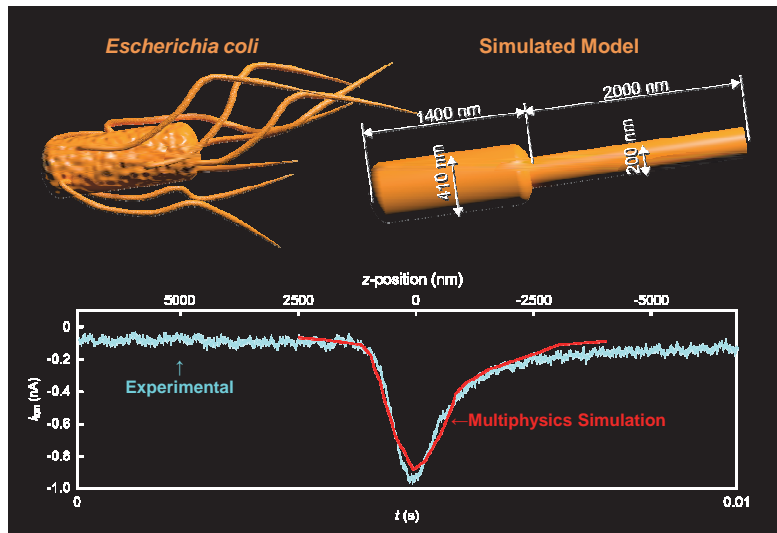 Escherichia coli
Simulated Model
1400 nm
2000 nm
410 nm
200 nm
z-position (nm)
5000 2500 0 -2500 -5000
0
-0.2
-0.4
-0.6
-0.8
-1.0
(nA)
↑
Experimental
←Multiphysics Simulation
0 0.01
t (s)